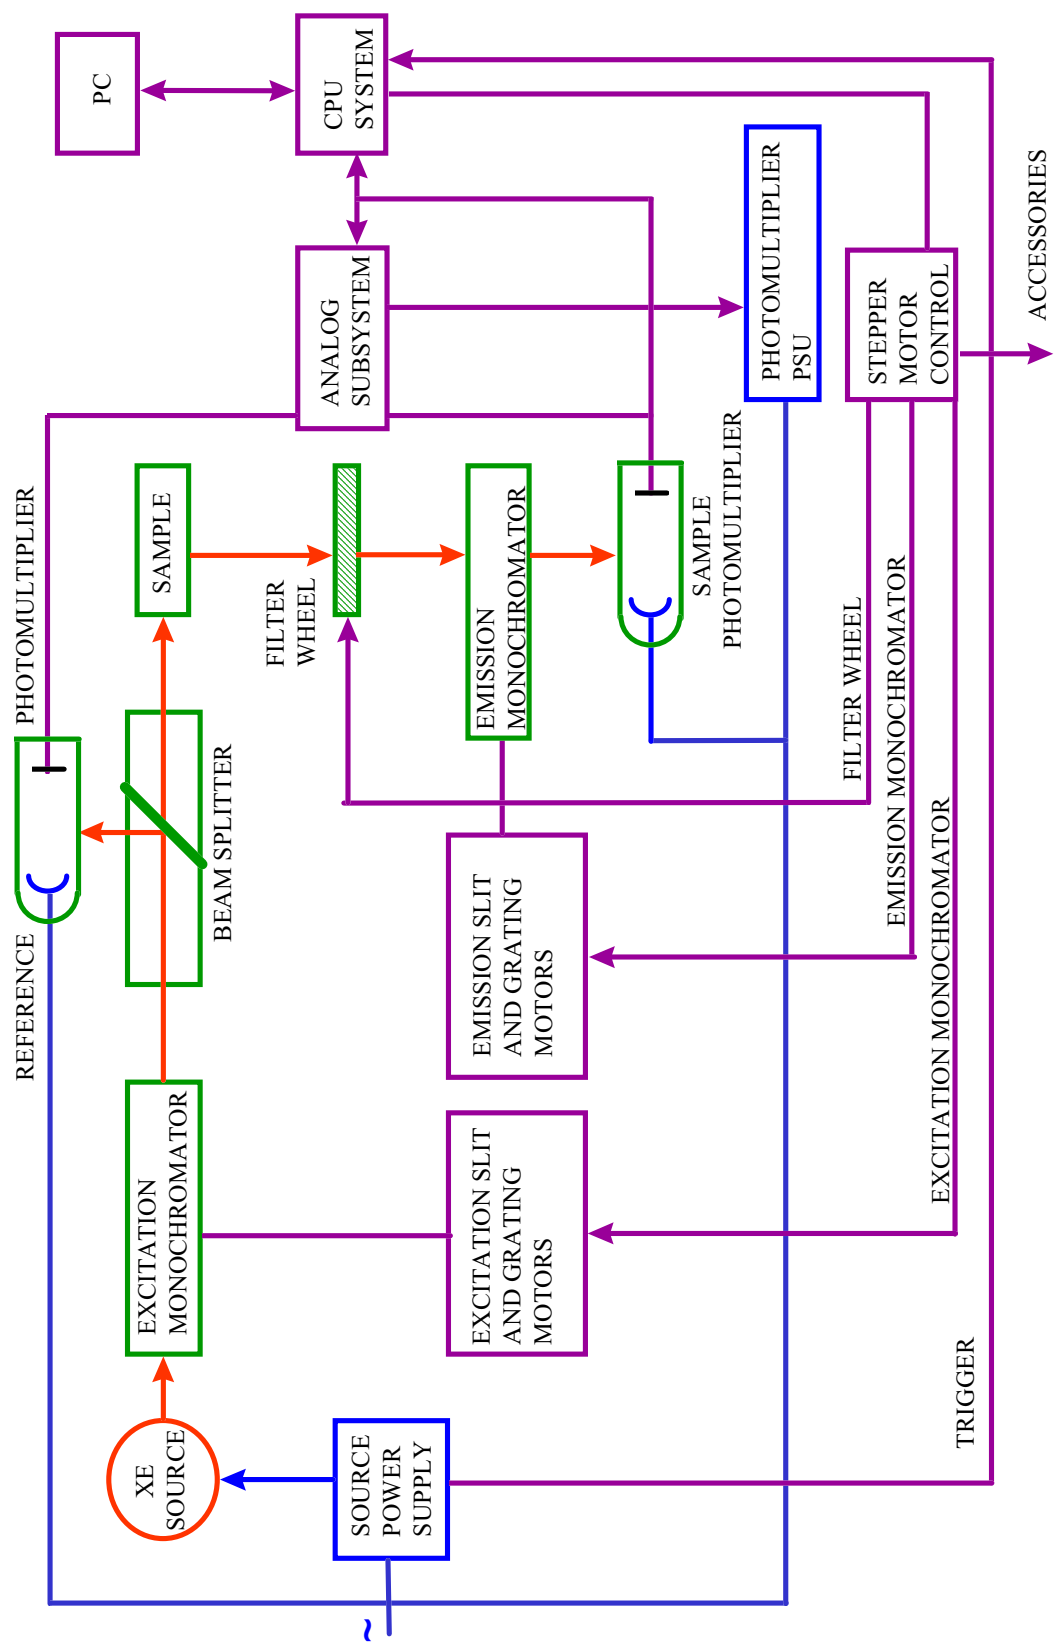 REFERENCE
PHOTOMULTIPLIER
PC
XE
SOURCE
EXCITATION
MONOCHROMATOR
BEAM SPLITTER
SAMPLE
FILTER
WHEEL
ANALOG
SUBSYSTEM
CPU
SYSTEM
SOURCE
POWER
SUPPLY
~
EXCITATION SLIT
AND GRATING
MOTORS
EMISSION SLIT
AND GRATING
MOTORS
EMISSION
MONOCHROMATOR
SAMPLE
PHOTOMULTIPLIER
PHOTOMULTIPLIER
PSU
FILTER WHEEL
EMISSION MONOCHROMATOR
EXCITATION MONOCHROMATOR
STEPPER
MOTOR
CONTROL
TRIGGER
ACCESSORIES